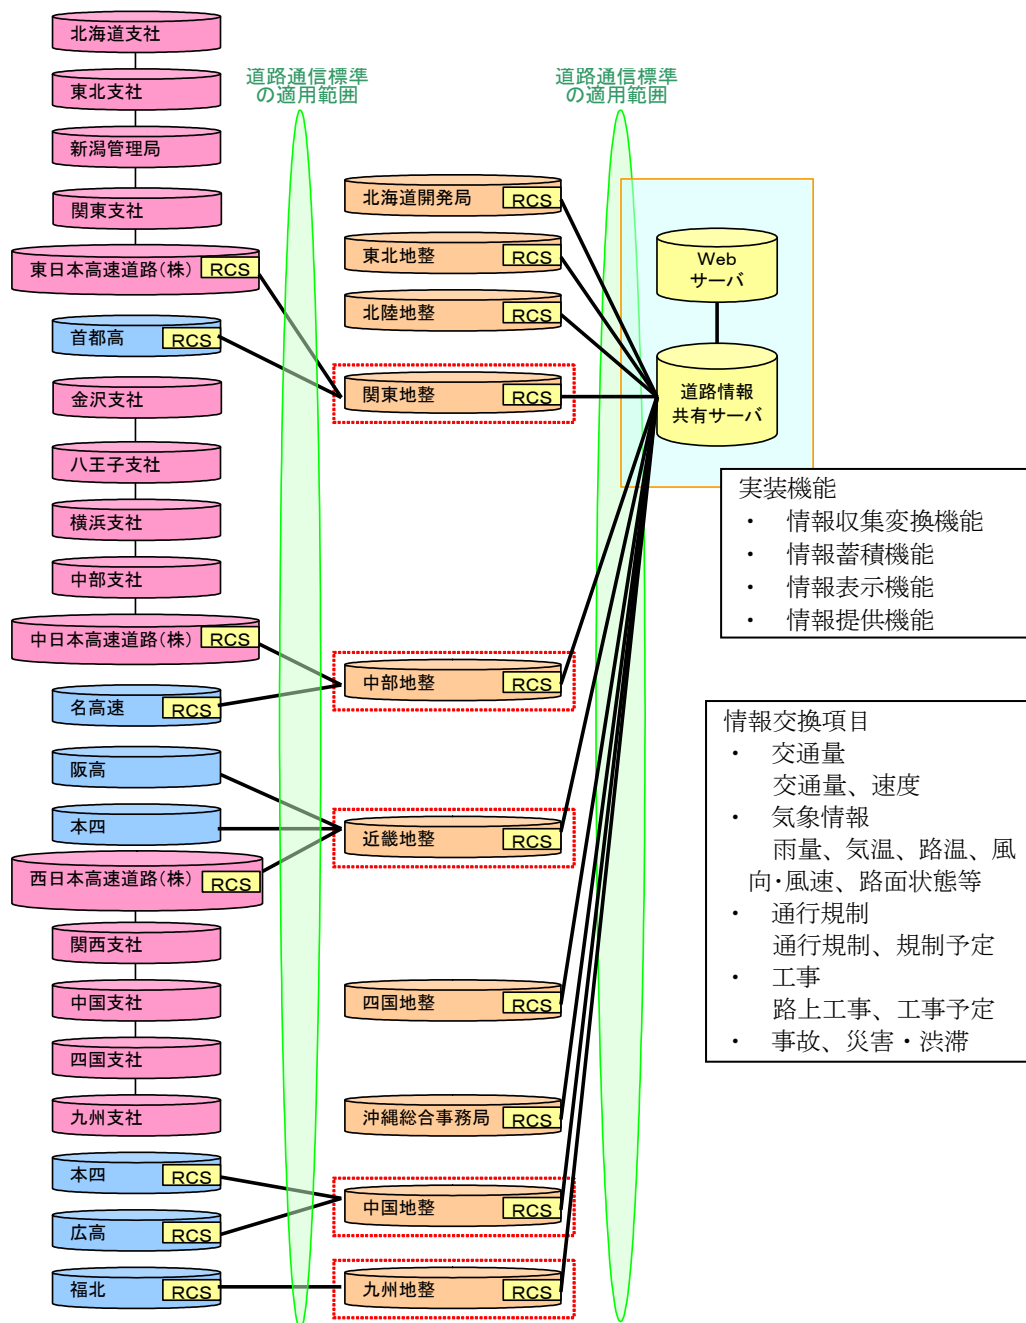 北海道支社
東北支社
新潟管理局
関東支社
東日本高速道路(株)
RCS
首都高
RCS
金沢支社
八王子支社
横浜支社
中部支社
中日本高速道路(株)
RCS
名高速
RCS
阪高
本四
西日本高速道路(株)
RCS
関西支社
中国支社
四国支社
九州支社
本四
RCS
広高
RCS
福北
RCS
道路通信標準
の適用範囲
北海道開発局
RCS
東北地整
RCS
北陸地整
RCS
関東地整
RCS
中部地整
RCS
近畿地整
RCS
四国地整
RCS
沖縄総合事務局
RCS
中国地整
RCS
九州地整
RCS
道路通信標準
の適用範囲
Web
サーバ
道路情報
共有サーバ
実装機能
・ 情報収集変換機能
・ 情報蓄積機能
・ 情報表示機能
・ 情報提供機能
情報交換項目
・ 交通量
交通量、速度
・ 気象情報
雨量、気温、路温、風
向・風速、路面状態等
・ 通行規制
通行規制、規制予定
・ 工事
路上工事、工事予定
・ 事故、災害・渋滞